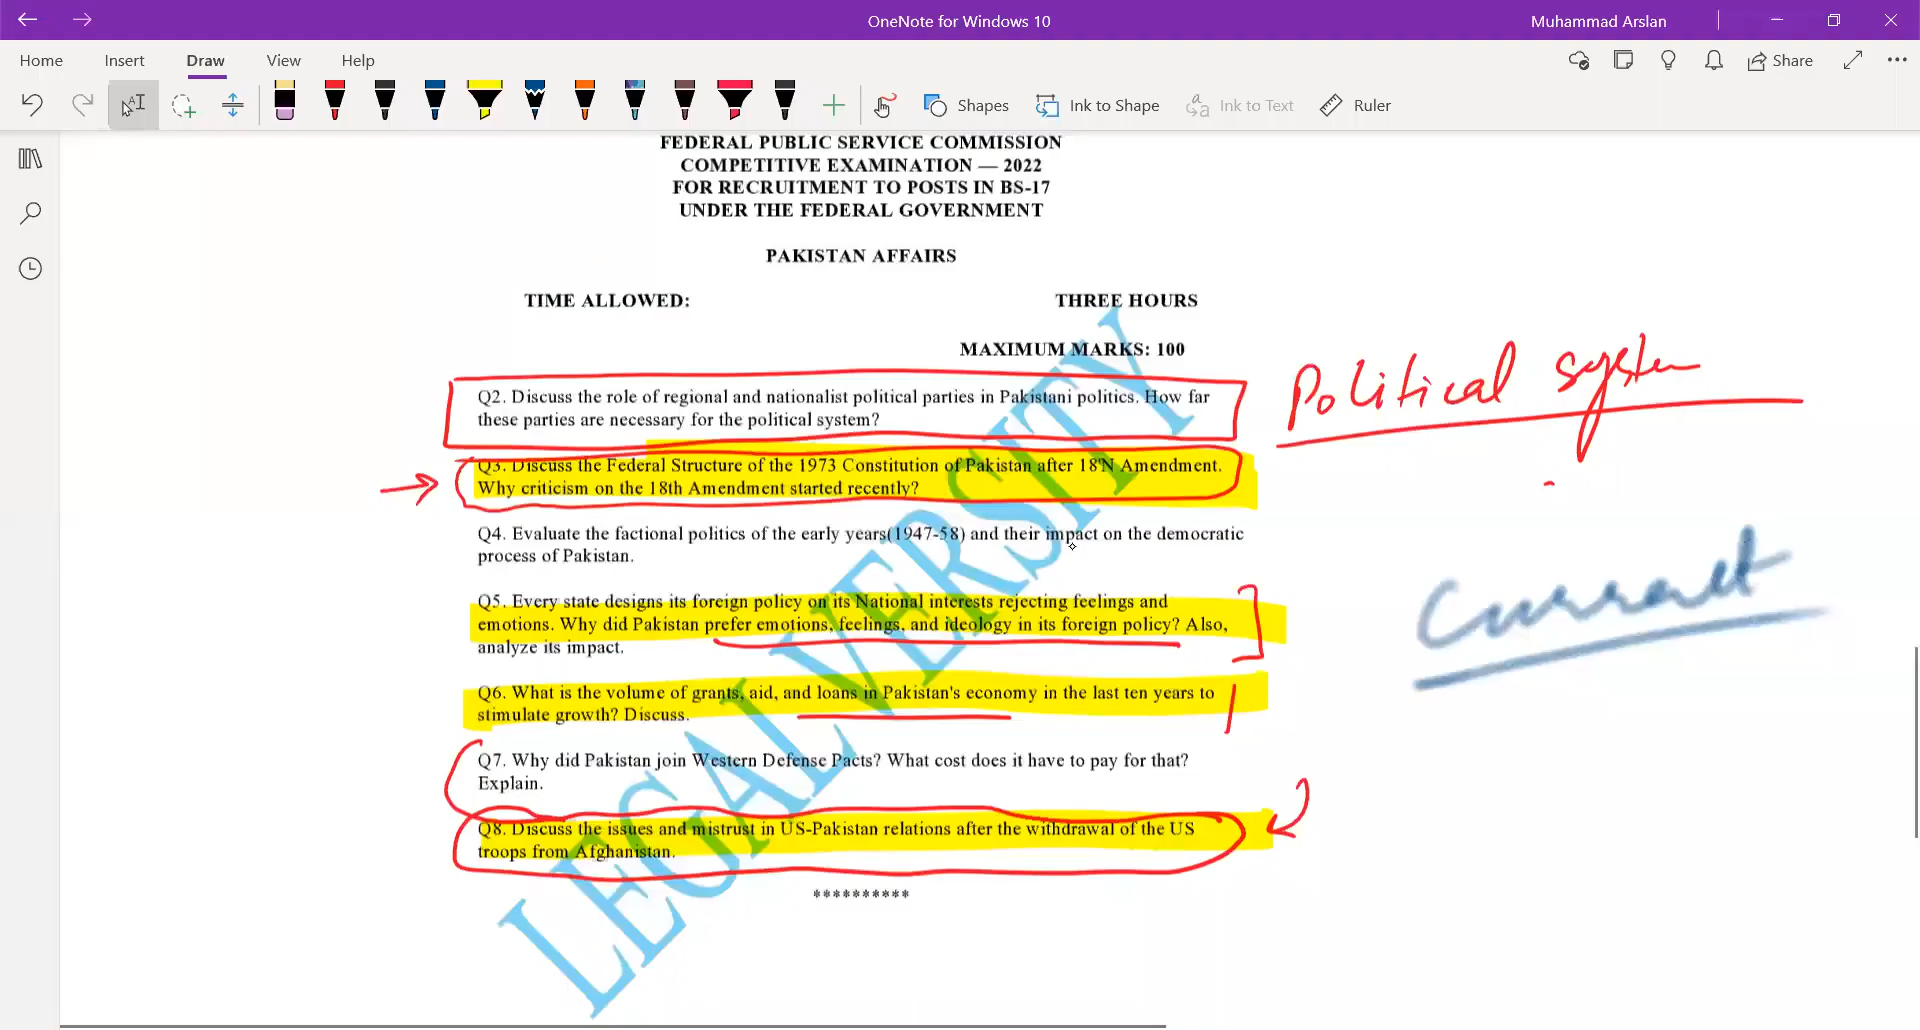 OneNote for Windows 10
Muhammad Arslan
Home Insert Draw View Help
Share
Shapes Ink to Shape Ink to Text Ruler
FEDERAL PUBLIC SERVICE COMMISSION
COMPETITIVE EXAMINATION — 2022
FOR RECRUITMENT TO POSTS IN BS-17
UNDER THE FEDERAL GOVERNMENT
PAKISTAN AFFAIRS
TIME ALLOWED: THREE HOURS
MAXIMUM MARKS: 100
Political system
Q2. Discuss the role of regional and nationalist political parties in Pakistani politics. How far
these parties are necessary for the political system?
Q3. Discuss the Federal Structure of the 1973 Constitution of Pakistan after 18'N Amendment.
Why criticism on the 18th Amendment started recently?
Q4. Evaluate the factional politics of the early years(1947-58) and their impact on the democratic
process of Pakistan.
Q5. Every state designs its foreign policy on its National interests rejecting feelings and
emotions. Why did Pakistan prefer emotions, feelings, and ideology in its foreign policy? Also,
analyze its impact.
Current
Q6. What is the volume of grants, aid, and loans in Pakistan's economy in the last ten years to
stimulate growth? Discuss.
Q7. Why did Pakistan join Western Defense Pacts? What cost does it have to pay for that?
Explain.
Q8. Discuss the issues and mistrust in US-Pakistan relations after the withdrawal of the US
troops from Afghanistan.
**********
LEGALVERSITY